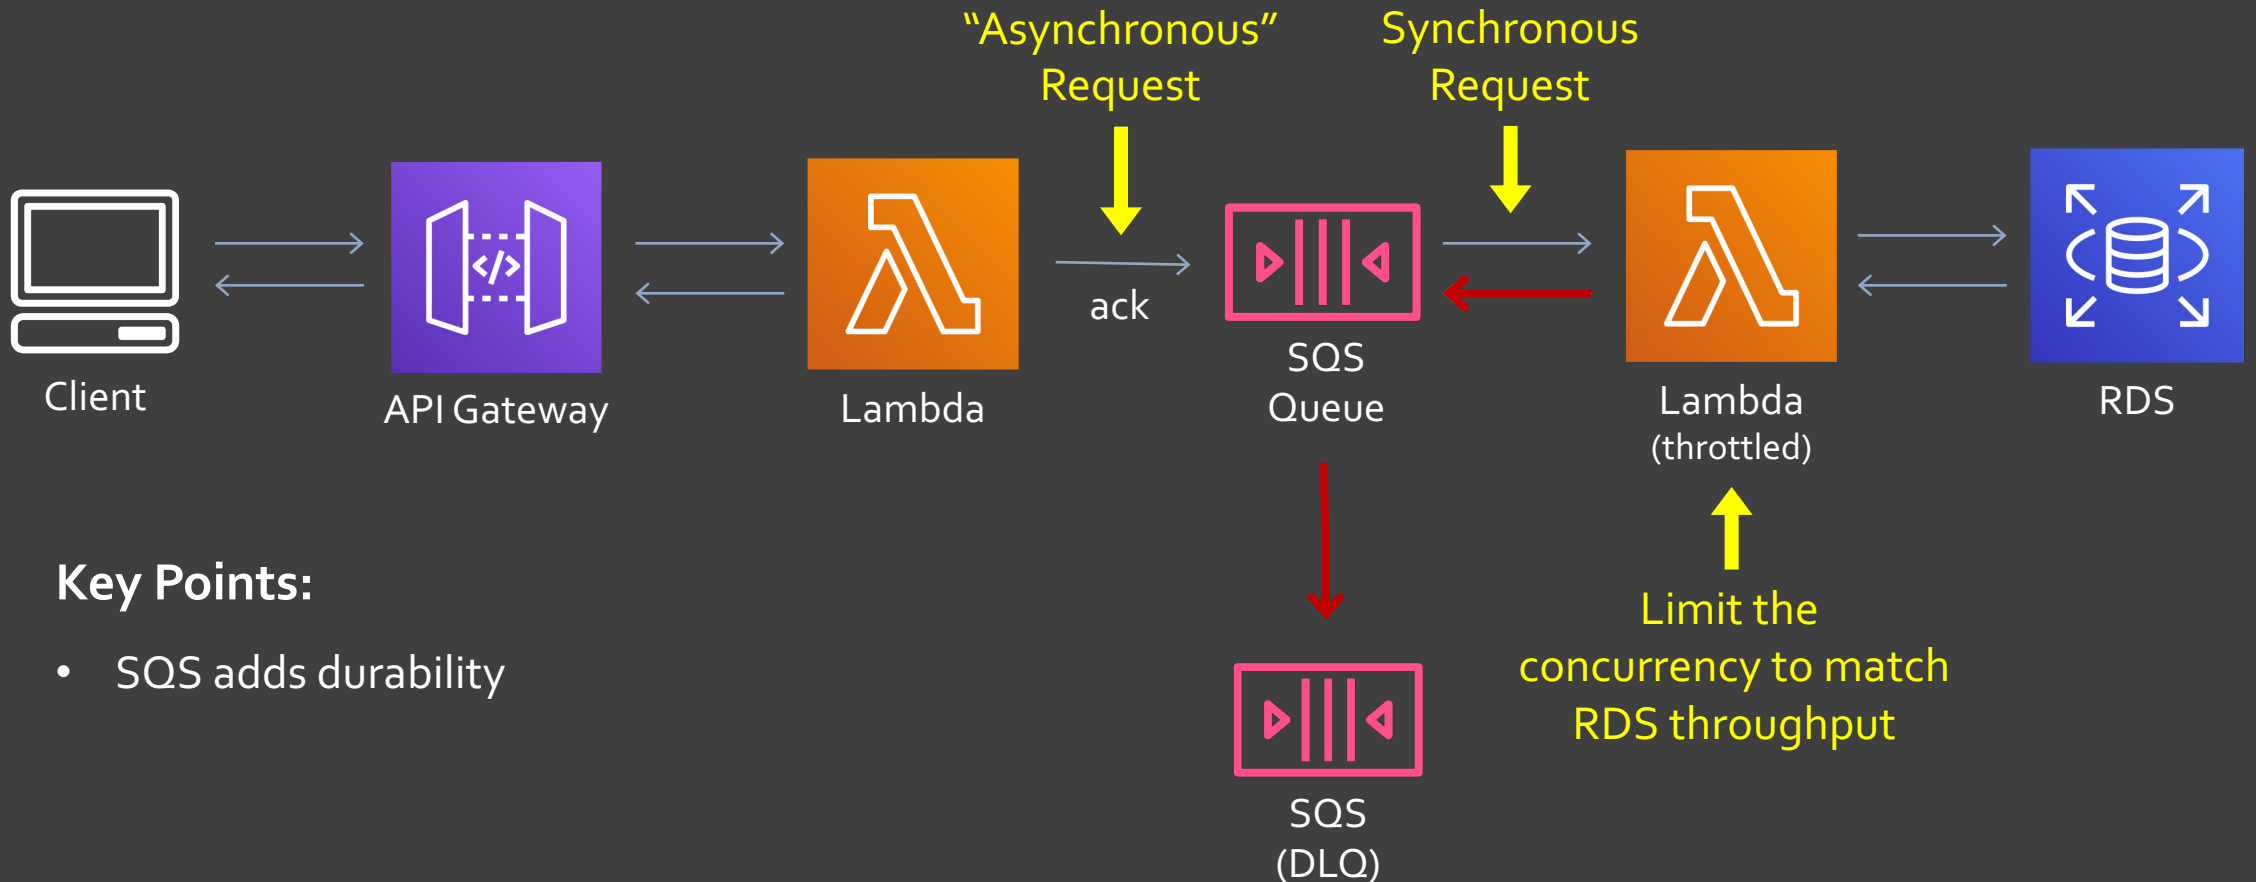 “Asynchronous”
Request
Synchronous
Request
ack
Client
API Gateway
Lambda
SQS
Queue
Lambda
(throttled)
RDS
Key Points:
• SQS adds durability
Limit the
concurrency to match
RDS throughput
SQS
(DLQ)